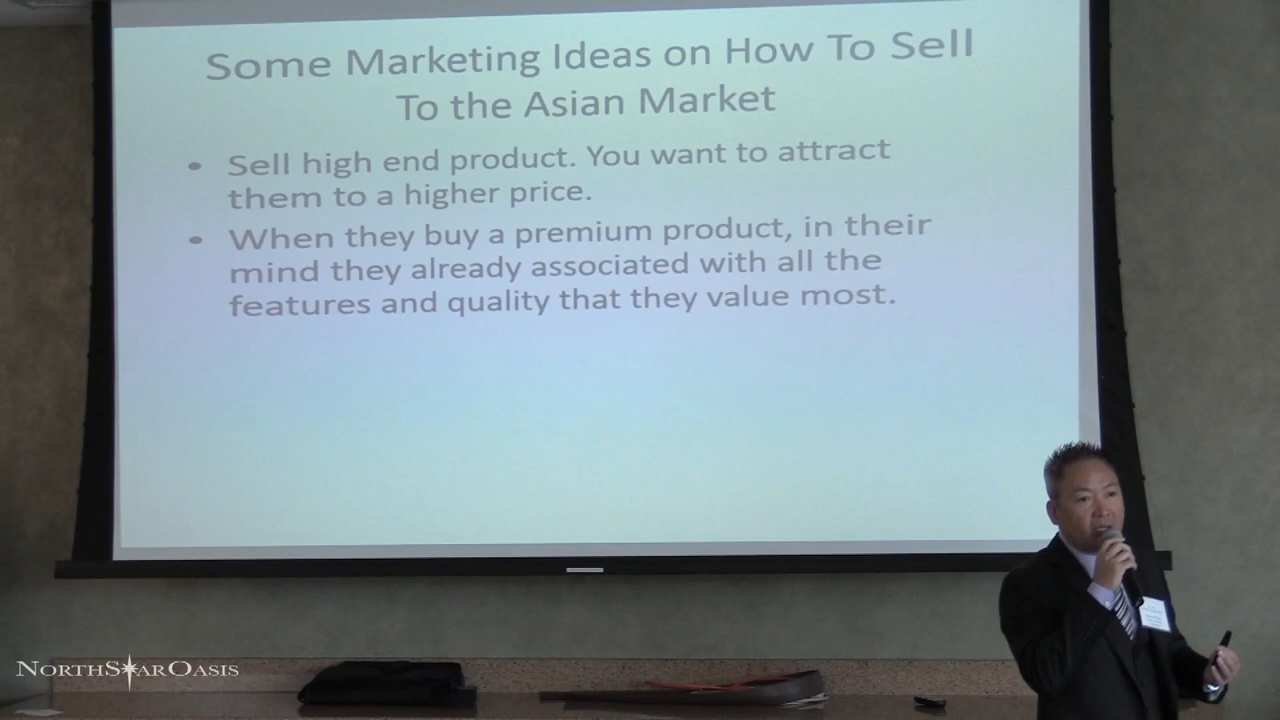 Some Marketing Ideas on How To Sell
To the Asian Market
• Sell high end product. You want to attract
them to a higher price.
• When they buy a premium product, in their
mind they already associated with all the
features and quality that they value most.
NORTHSTAROASIS